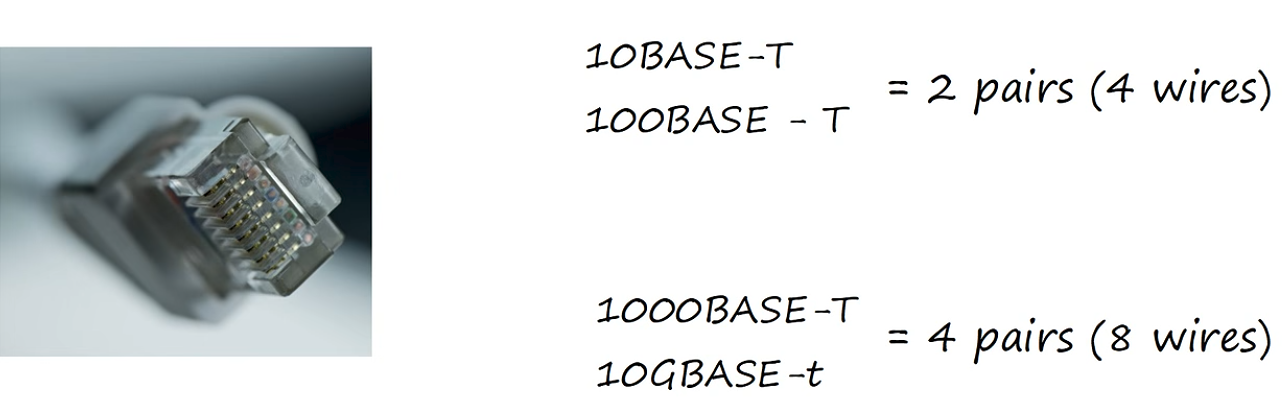 10BASE-T
100BASE - T
= 2 pairs (4 wires)
1000BASE-T
10GBASE-t
= 4 pairs (8 wires)